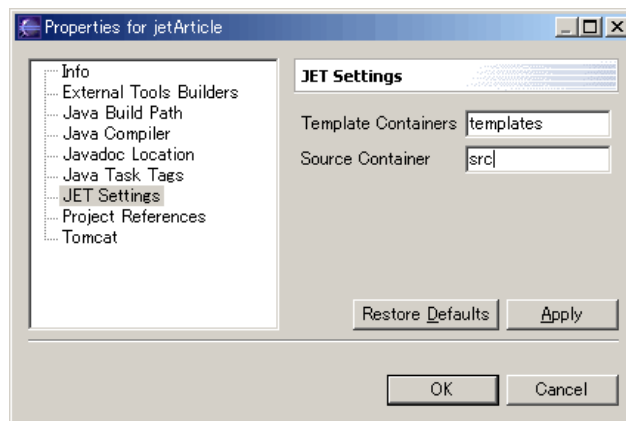 Properties for jetArticle
Info
External Tools Builders
Java Build Path
Java Compiler
Javadoc Location
Java Task Tags
JET Settings
Project References
Tomcat
JET Settings
Template Containers templates
Source Container src
Restore Defaults Apply
OK Cancel